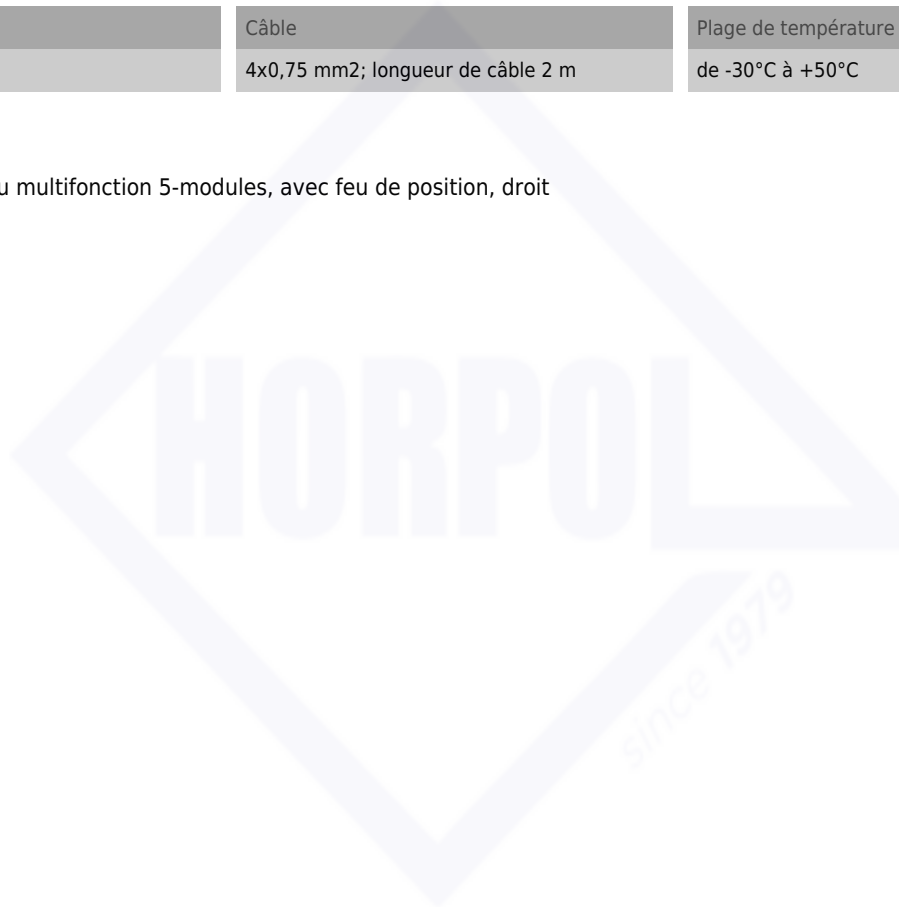 Câble
Plage de température
4x0,75 mm2; longueur de câble 2 m
de -30°C à +50°C
u multifonction 5-modules, avec feu de position, droit
HORPOL
since 1979